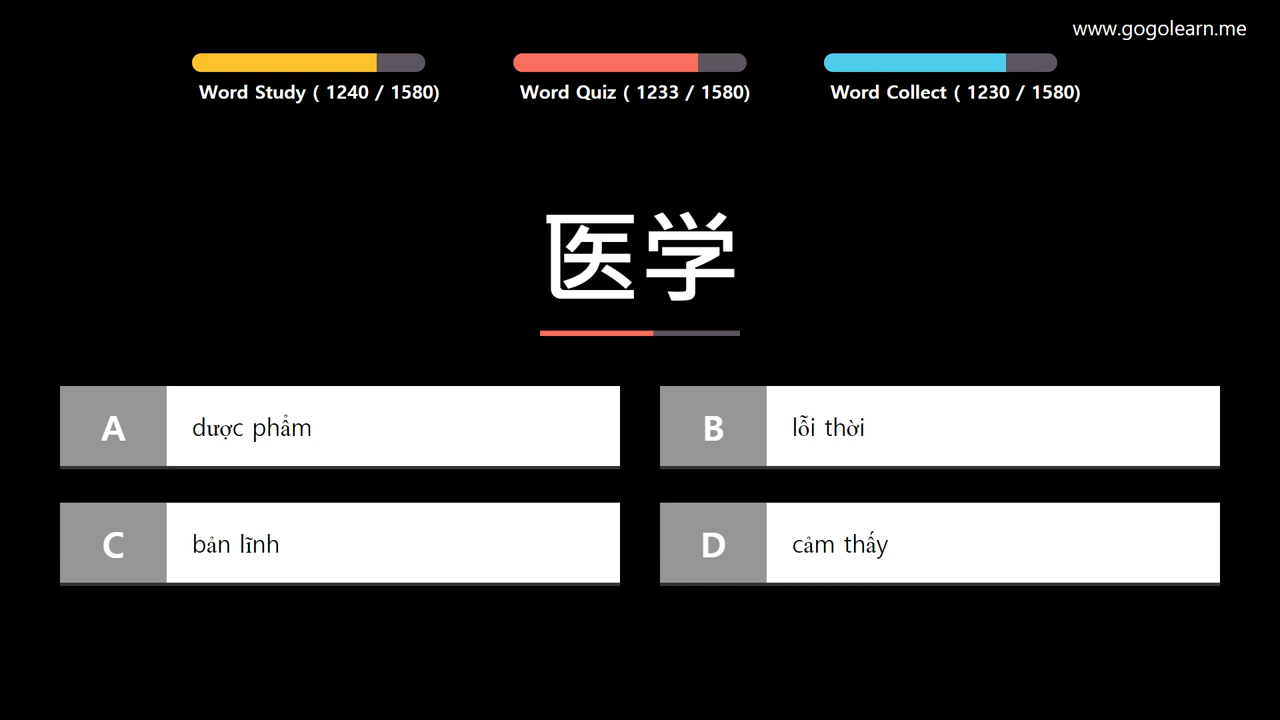 www.gogolearn.me
Word Study ( 1240 / 1580)
Word Quiz ( 1233 / 1580)
Word Collect ( 1230 / 1580)
医学
A
dược phẩm
B
lỗi thời
C
bản lĩnh
D
cảm thấy